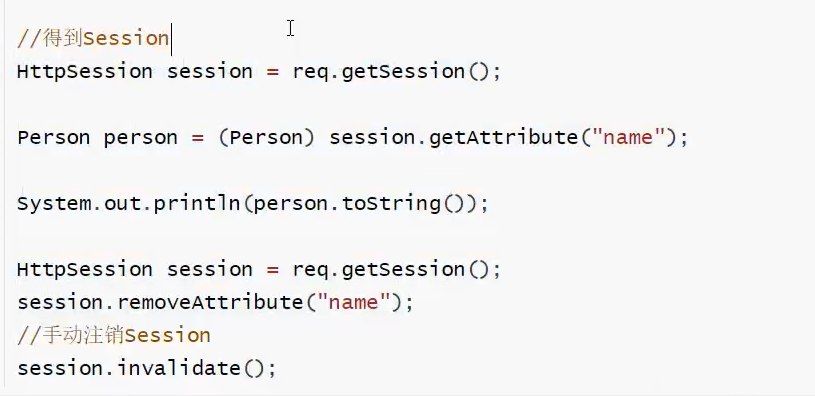 //得到Session
HttpSession session = req.getSession();
Person person = (Person) session.getAttribute("name");
System.out.println(person.toString());
HttpSession session = req.getSession();
session.removeAttribute("name");
//手动注销Session
session.invalidate();